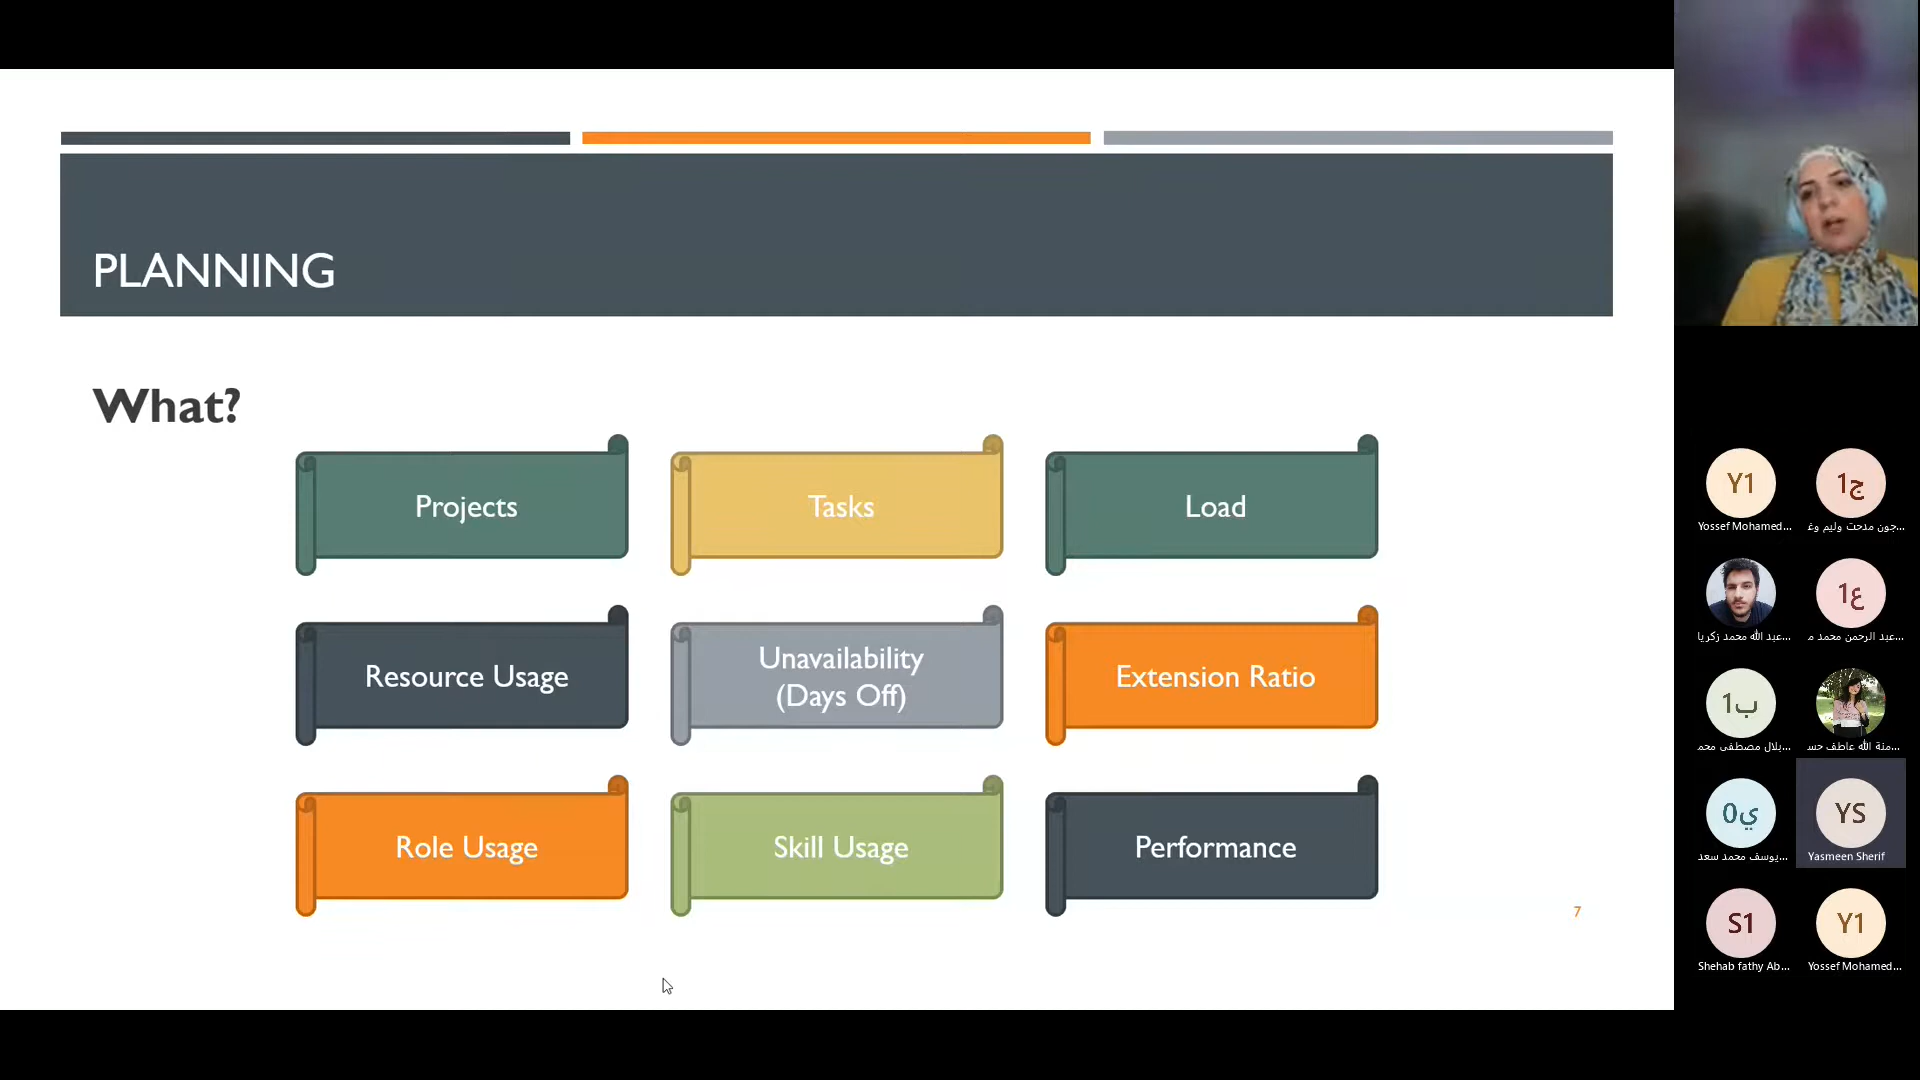 PLANNING
What?
Projects
Tasks
Load
Resource Usage
Unavailability
(Days Off)
Extension Ratio
Role Usage
Skill Usage
Performance
7
Y1
ج1
Yossef Mohamed...
جون مدحت وليم وغ...
ع1
عبد الله محمد زكريا...
عبد الرحمن محمد م...
ب1
بلال مصطفى محم...
منة الله عاطف حس...
ي0
YS
يوسف محمد سعد...
Yasmeen Sherif
S1
Y1
Shehab fathy Ab...
Yossef Mohamed...